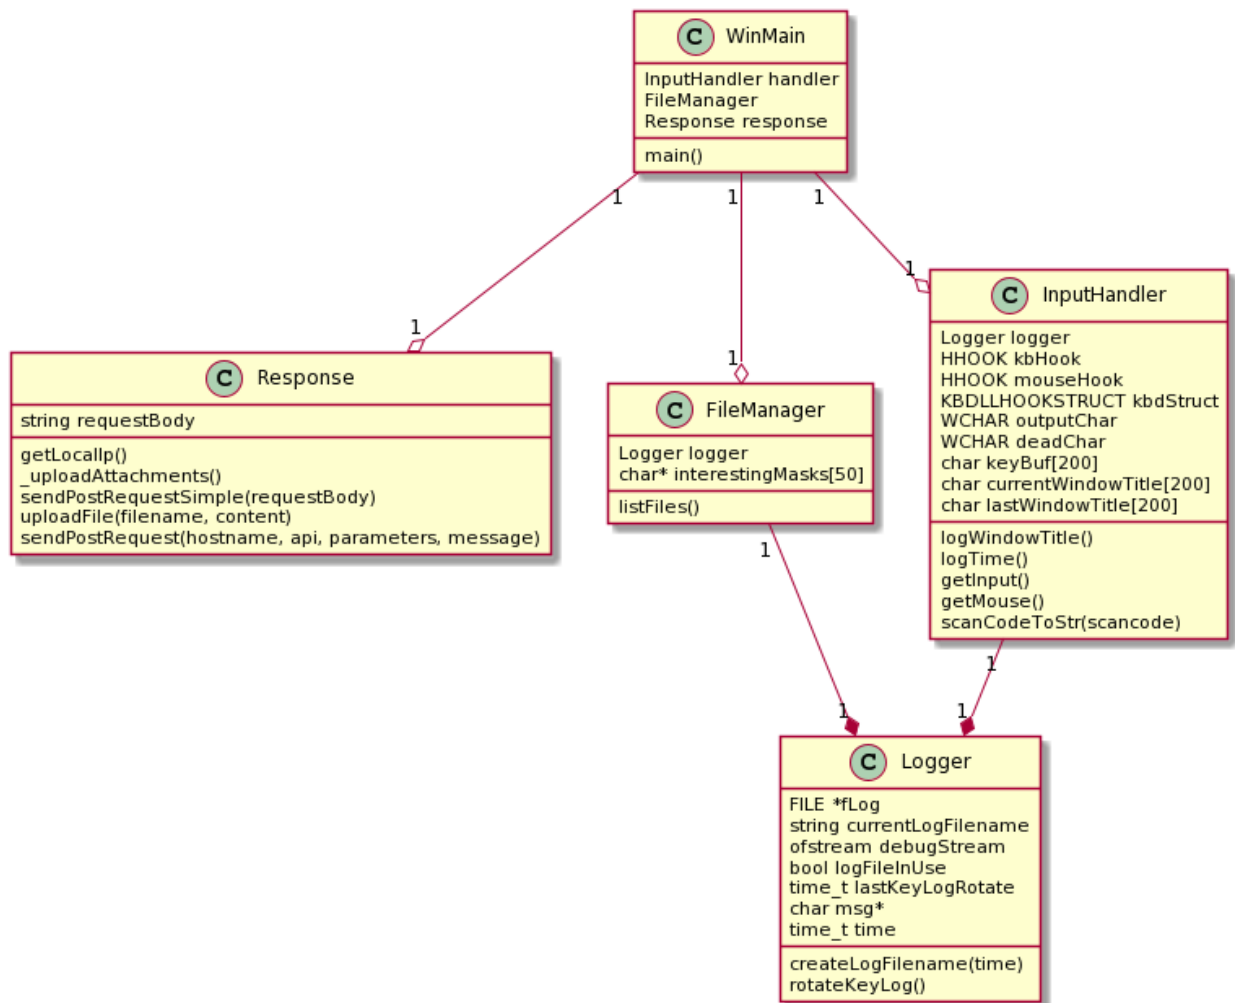 C WinMain
InputHandler handler
FileManager
Response response
main()
1
1
1
1
1
1
C Response
string requestBody
getLocalIp()
_uploadAttachments()
sendPostRequestSimple(requestBody)
uploadFile(filename, content)
sendPostRequest(hostname, api, parameters, message)
C FileManager
Logger logger
char* interestingMasks[50]
listFiles()
C InputHandler
Logger logger
HHOOK kbHook
HHOOK mouseHook
KBDLLHOOKSTRUCT kbdStruct
WCHAR outputChar
WCHAR deadChar
char keyBuf[200]
char currentWindowTitle[200]
char lastWindowTitle[200]
logWindowTitle()
logTime()
getInput()
getMouse()
scanCodeToStr(scancode)
1
1
1
1
C Logger
FILE *fLog
string currentLogFilename
ofstream debugStream
bool logFileInUse
time_t lastKeyLogRotate
char msg*
time_t time
createLogFilename(time)
rotateKeyLog()